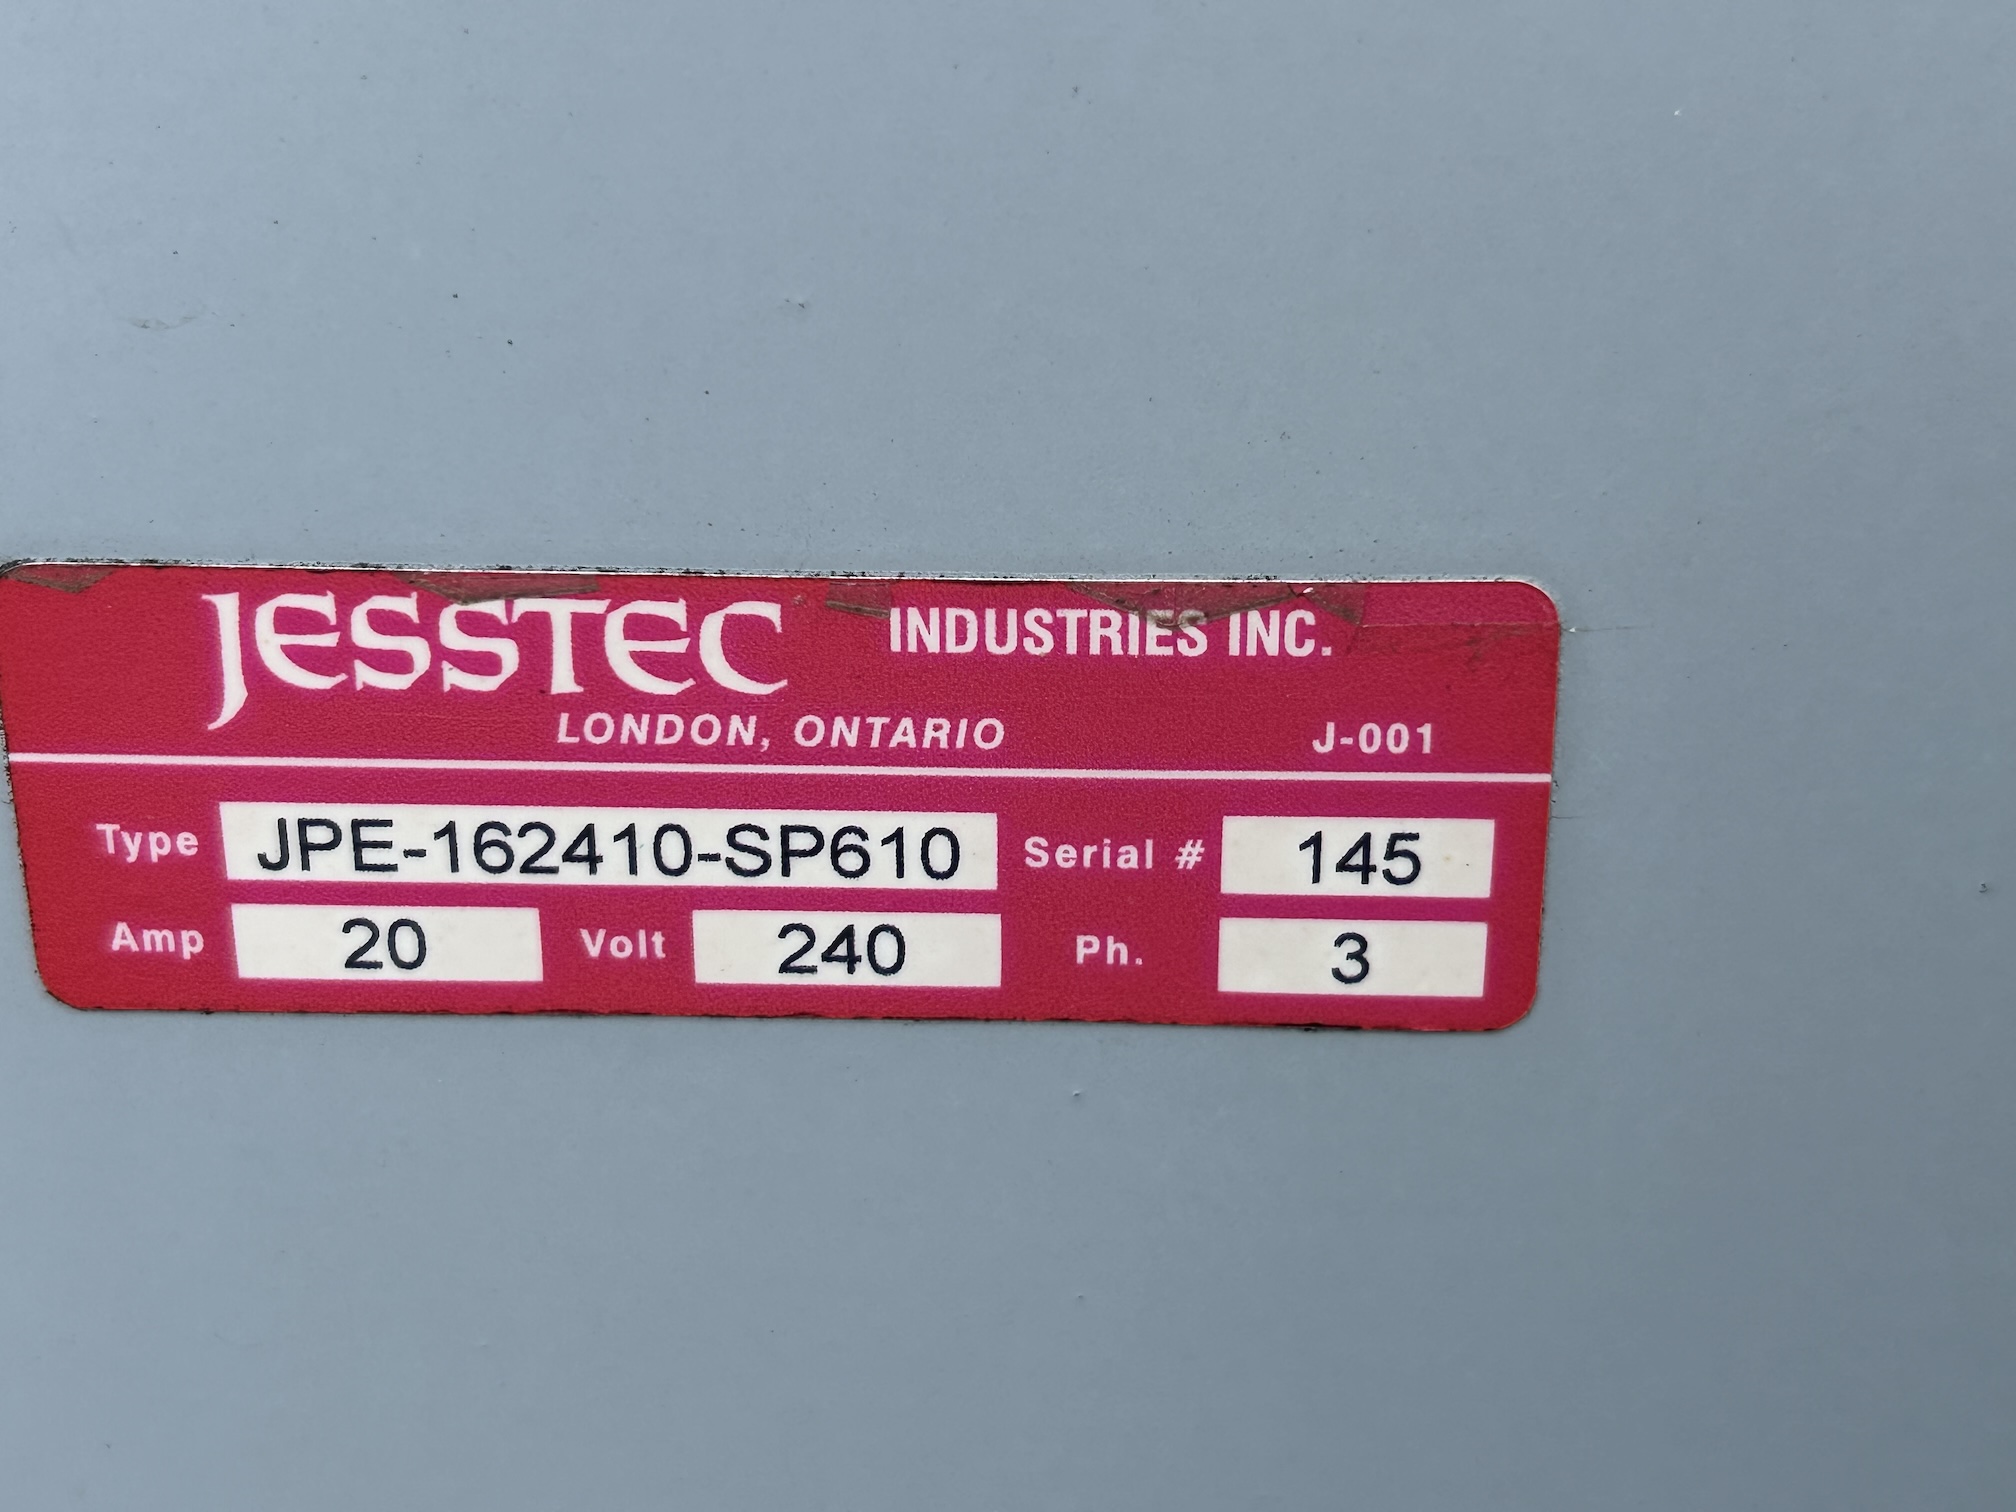 JESSTEC INDUSTRIES INC.
LONDON, ONTARIO J-001
Type JPE-162410-SP610 Serial # 145
Amp 20 Volt 240 Ph. 3